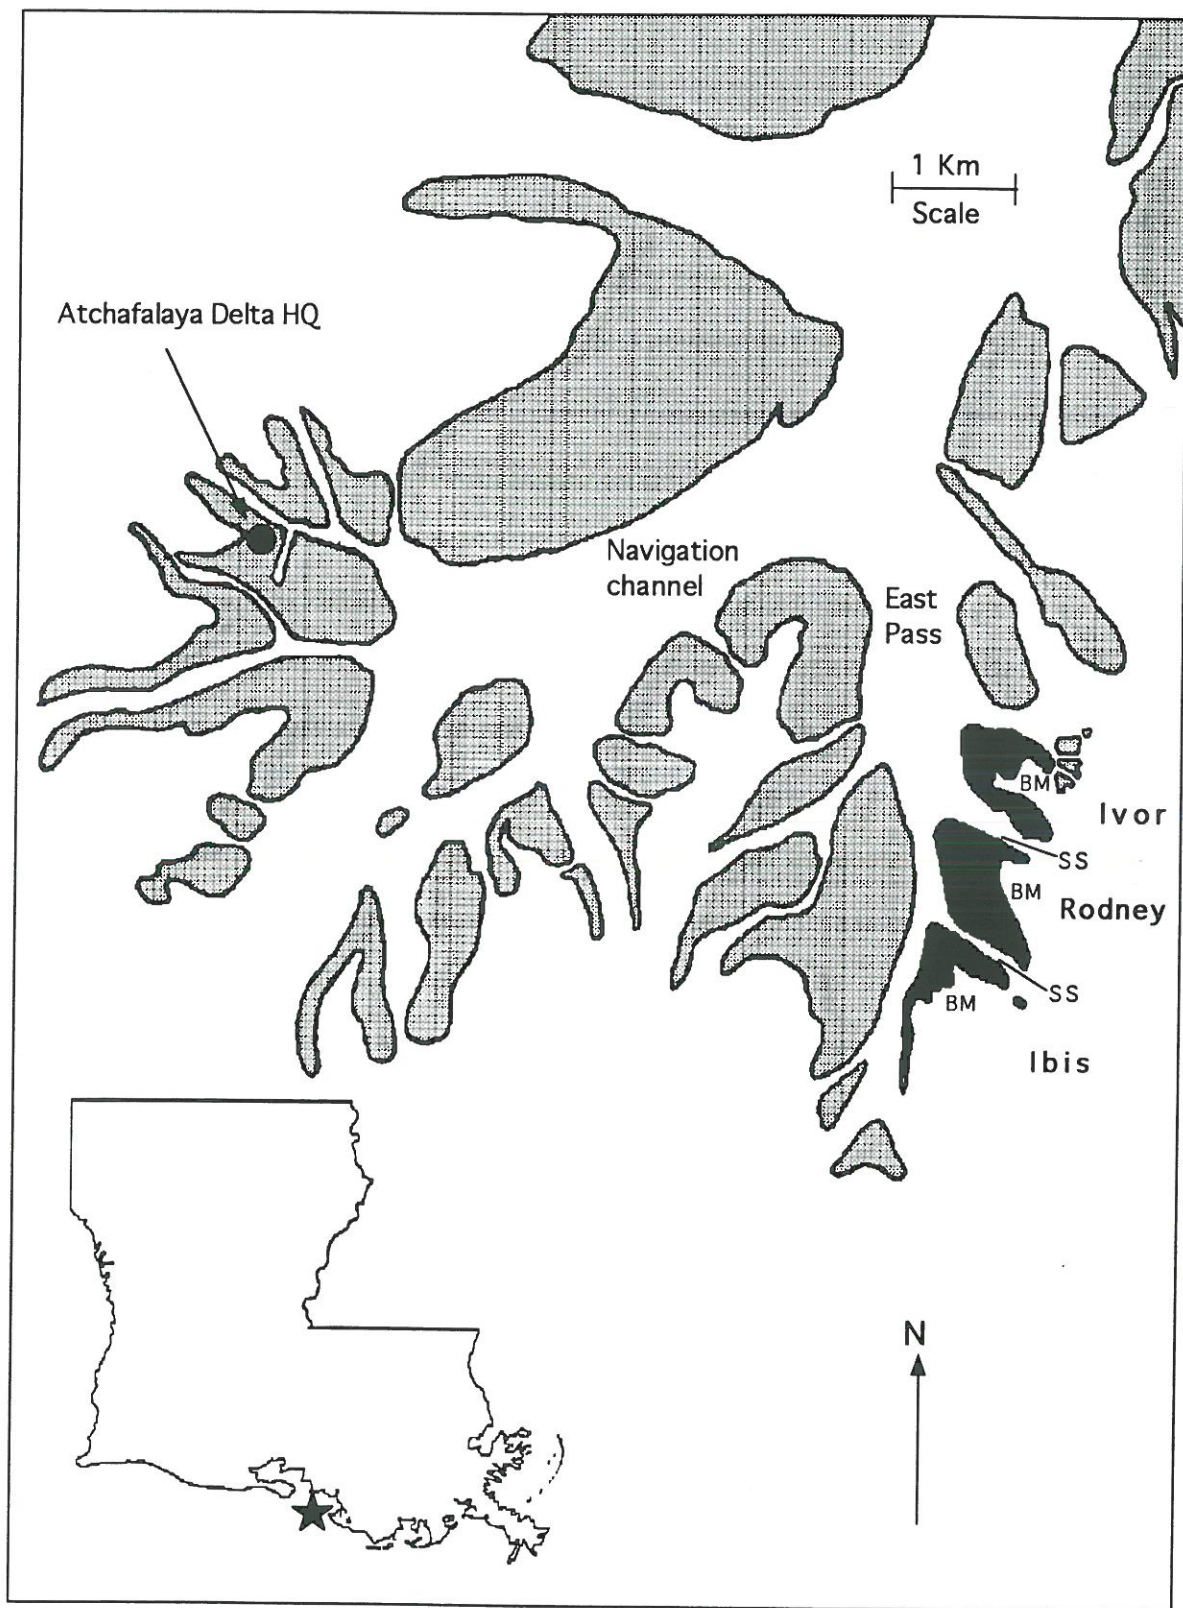 1 Km
Scale
Atchafalaya Delta HQ
Navigation
channel
East
Pass
BM
Ivor
SS
BM
Rodney
SS
BM
Ibis
N